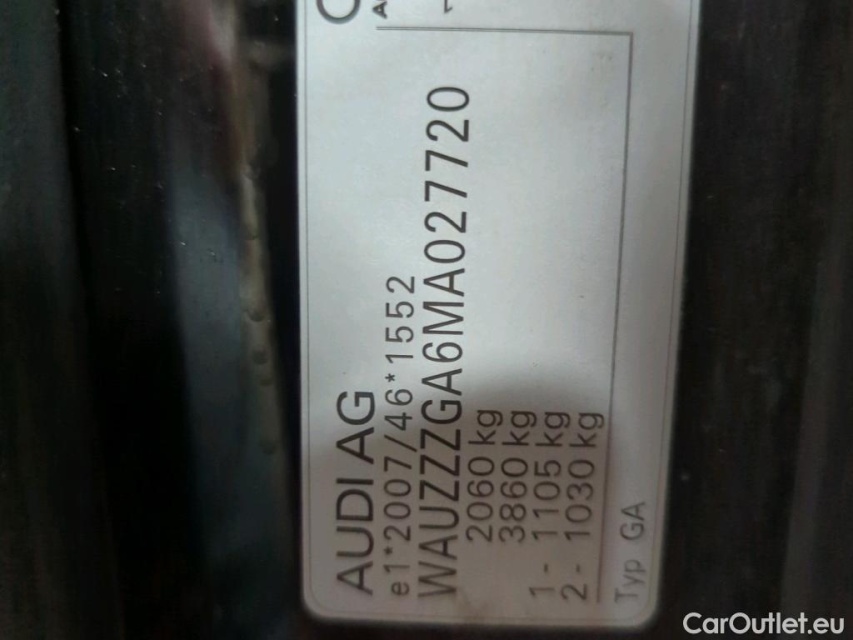 AUDI AG
e1*2007/46*1552
WAUZZZGA6MA027720
2060 kg
3860 kg
1- 1105 kg
2- 1030 kg
Typ GA
CarOutlet.eu